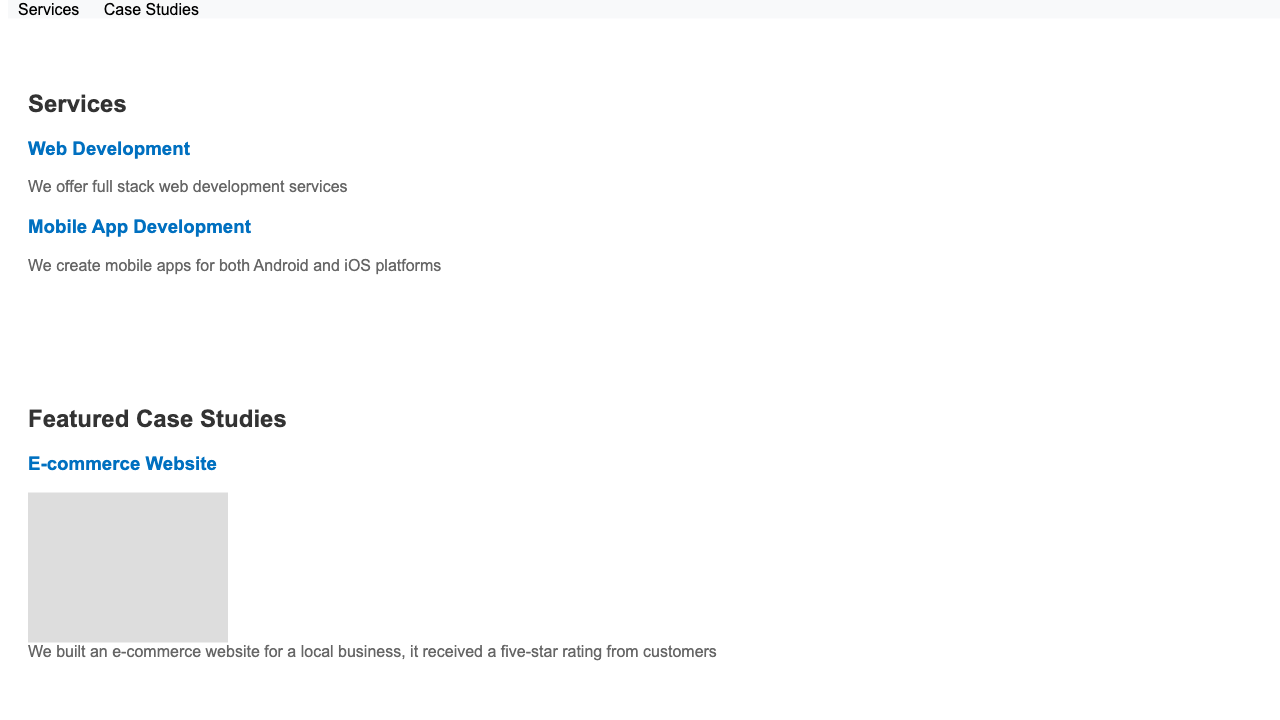 Services Case Studies
Services
Web Development
We offer full stack web development services
Mobile App Development
We create mobile apps for both Android and iOS platforms
Featured Case Studies
E-commerce Website
We built an e-commerce website for a local business, it received a five-star rating from customers